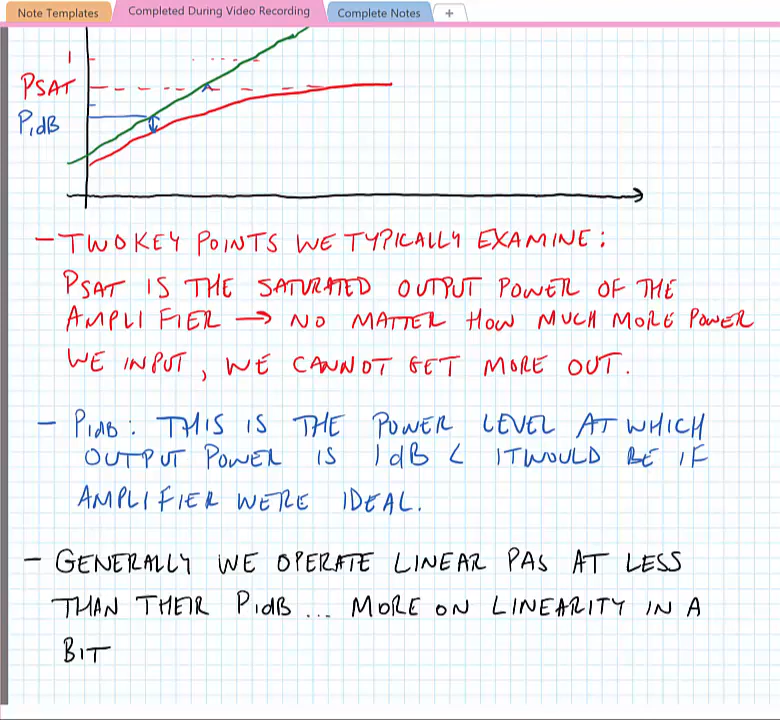 Note Templates
Completed During Video Recording
Complete Notes
+
PSAT
P1dB
- TWO KEY POINTS WE TYPICALLY EXAMINE:
PSAT IS THE SATURATED OUTPUT POWER OF THE
AMPLIFIER → NO MATTER HOW MUCH MORE POWER
WE INPUT, WE CANNOT GET MORE OUT.
- P1dB: THIS IS THE POWER LEVEL AT WHICH
OUTPUT POWER IS 1dB < IT WOULD BE IF
AMPLIFIER WERE IDEAL.
- GENERALLY WE OPERATE LINEAR PAS AT LESS
THAN THEIR P1dB... MORE ON LINEARITY IN A
BIT